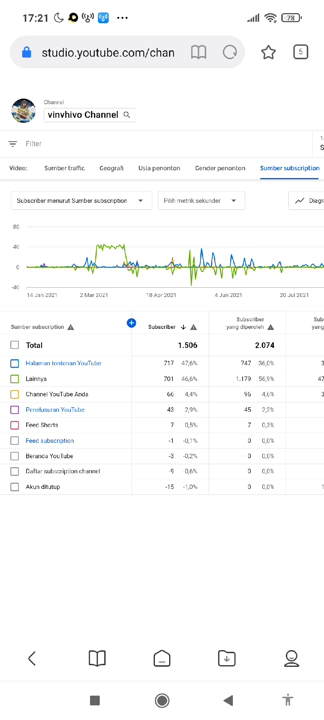 17:21
78
studio.youtube.com/chan
5
Channel
vinvhivo Channel
Filter
Video:
Sumber traffic
Geografi
Usia penonton
Gender penonton
Sumber subscription
Subscriber menurut Sumber subscription
Pilih metrik sekunder
Diagr
80
40
0
-40
14 Jan 2021
2 Mar 2021
18 Apr 2021
4 Jun 2021
20 Jul 2021
Sumber subscription
Subscriber
Subscriber yang diperoleh
Subscriber
yang
Total 1.506 2.074
Halaman tontonan YouTube 717 47,6% 747 36,0% 3
Lainnya 701 46,6% 1.179 56,9% 47
Channel YouTube Anda 66 4,4% 96 4,6% 3
Penelusuran YouTube 43 2,9% 45 2,2%
Feed Shorts 7 0,5% 7 0,3%
Feed subscription -1 -0,1% 0 0,0%
Beranda YouTube -3 -0,2% 0 0,0%
Daftar subscription channel -9 -0,6% 0 0,0%
Akun ditutup -15 -1,0% 0 0,0%